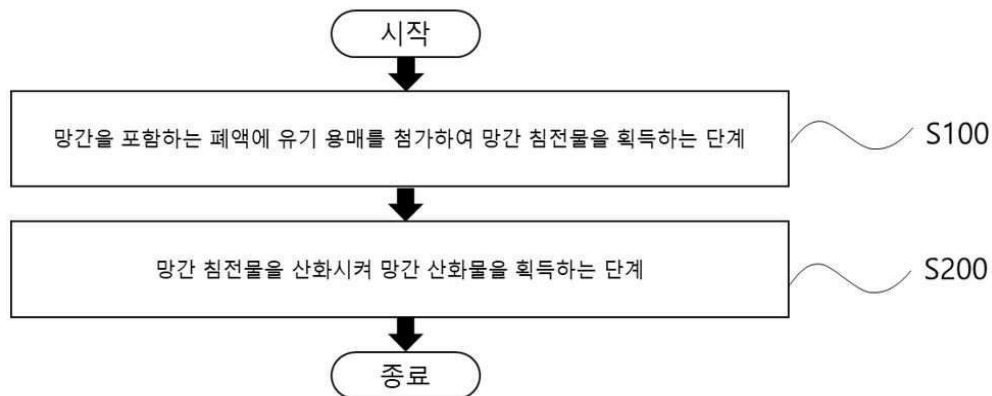 시작
망간을 포함하는 폐액에 유기 용매를 첨가하여 망간 침전물을 획득하는 단계
S100
망간 침전물을 산화시켜 망간 산화물을 획득하는 단계
S200
종료